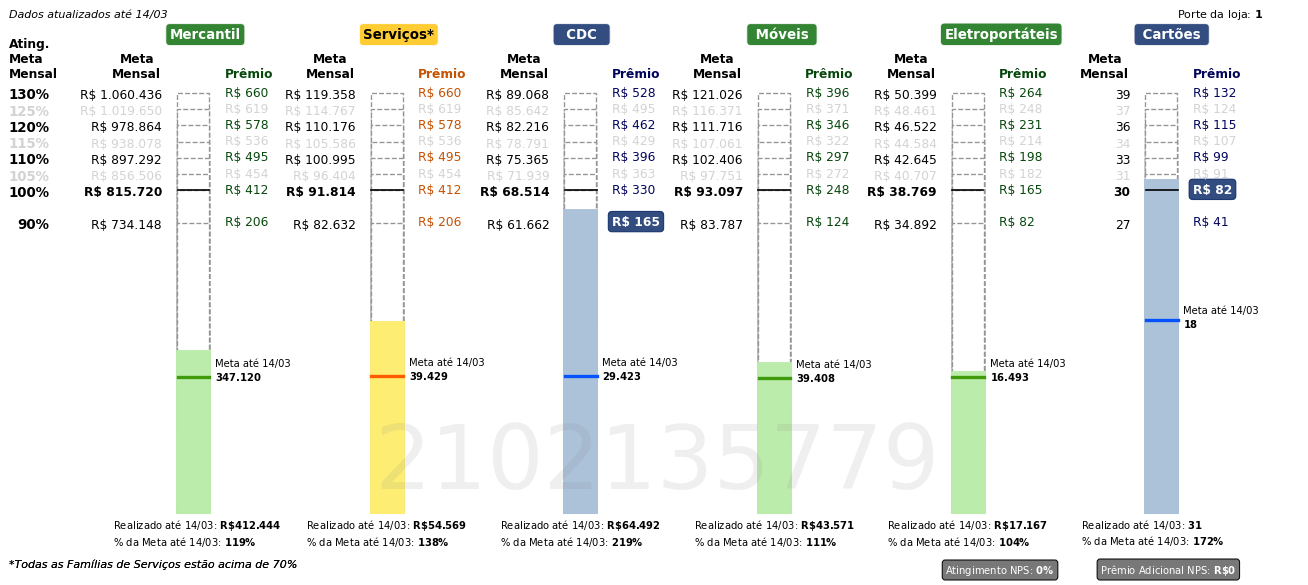 Dados atualizados até 14/03
Porte da loja: 1
Mercantil Serviços* CDC Móveis Eletroportáteis Cartões
Ating. Meta Mensal
Meta Mensal Prêmio Meta Mensal Prêmio Meta Mensal Prêmio Meta Mensal Prêmio Meta Mensal Prêmio Meta Mensal Prêmio
130% R$ 1.060.436 R$ 660 R$ 119.358 R$ 660 R$ 89.068 R$ 528 R$ 121.026 R$ 396 R$ 50.399 R$ 264 39 R$ 132
125% R$ 1.019.650 R$ 619 R$ 114.767 R$ 619 R$ 85.642 R$ 495 R$ 116.371 R$ 371 R$ 48.461 R$ 248 37 R$ 124
120% R$ 978.864 R$ 578 R$ 110.176 R$ 578 R$ 82.216 R$ 462 R$ 111.716 R$ 346 R$ 46.522 R$ 231 36 R$ 115
115% R$ 938.078 R$ 536 R$ 105.586 R$ 536 R$ 78.791 R$ 429 R$ 107.061 R$ 322 R$ 44.584 R$ 214 34 R$ 107
110% R$ 897.292 R$ 495 R$ 100.995 R$ 495 R$ 75.365 R$ 396 R$ 102.406 R$ 297 R$ 42.645 R$ 198 33 R$ 99
105% R$ 856.506 R$ 454 R$ 96.404 R$ 454 R$ 71.939 R$ 363 R$ 97.751 R$ 272 R$ 40.707 R$ 182 31 R$ 91
100% R$ 815.720 R$ 412 R$ 91.814 R$ 412 R$ 68.514 R$ 330 R$ 93.097 R$ 248 R$ 38.769 R$ 165 30 R$ 82
90% R$ 734.148 R$ 206 R$ 82.632 R$ 206 R$ 61.662 R$ 165 R$ 83.787 R$ 124 R$ 34.892 R$ 82 27 R$ 41
Meta até 14/03
18
Meta até 14/03 Meta até 14/03 Meta até 14/03 Meta até 14/03 Meta até 14/03
347.120 39.429 29.423 39.408 16.493
2102135779
Realizado até 14/03: R$412.444 Realizado até 14/03: R$54.569 Realizado até 14/03: R$64.492 Realizado até 14/03: R$43.571 Realizado até 14/03: R$17.167 Realizado até 14/03: 31
% da Meta até 14/03: 119% % da Meta até 14/03: 138% % da Meta até 14/03: 219% % da Meta até 14/03: 111% % da Meta até 14/03: 104% % da Meta até 14/03: 172%
*Todas as Famílias de Serviços estão acima de 70%
Atingimento NPS: 0% Prêmio Adicional NPS: R$0